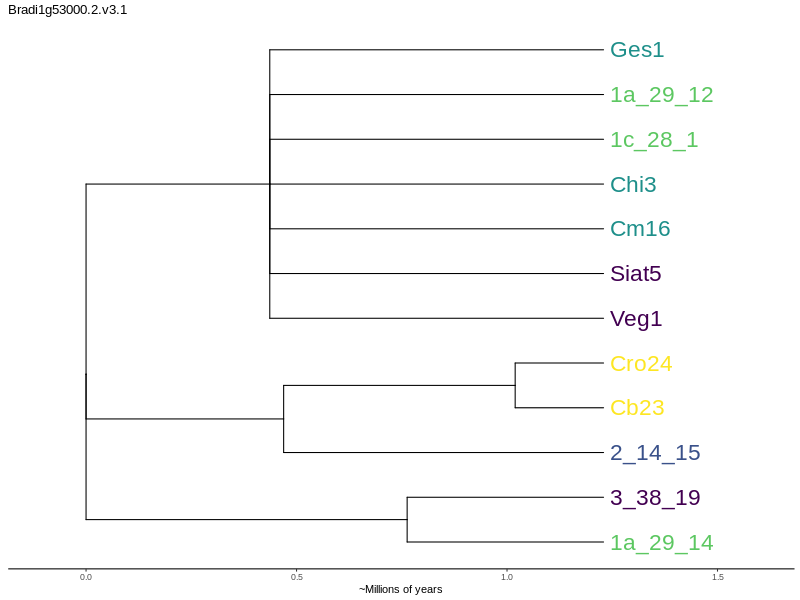 Bradi1g53000.2.v3.1
Ges1
1a_29_12
1c_28_1
Chi3
Cm16
Siat5
Veg1
Cro24
Cb23
2_14_15
3_38_19
1a_29_14
0.0 0.5 1.0 1.5
~Millions of years